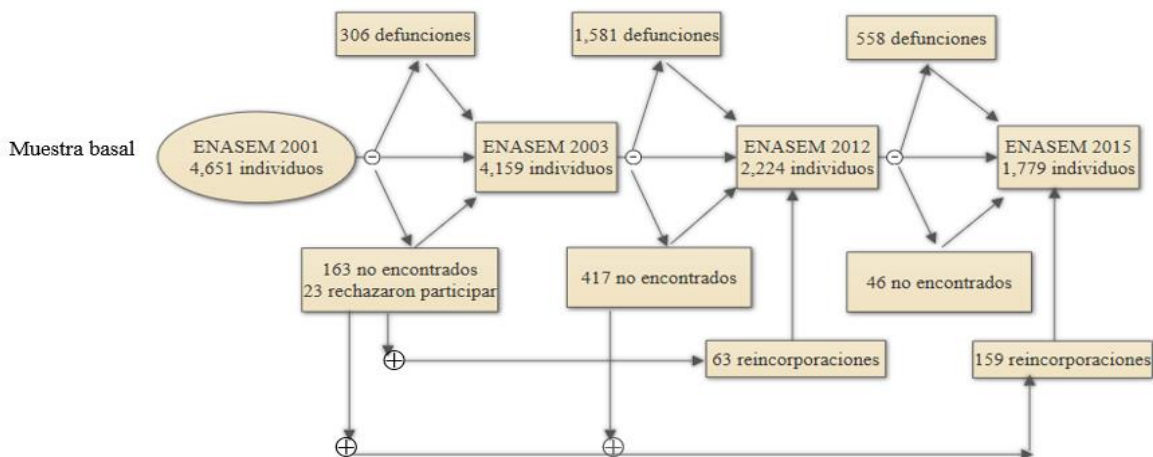 306 defunciones
1,581 defunciones
558 defunciones
Muestra basal
ENASEM 2001
4,651 individuos
ENASEM 2003
4,159 individuos
ENASEM 2012
2,224 individuos
ENASEM 2015
1,779 individuos
163 no encontrados
23 rechazaron participar
417 no encontrados
46 no encontrados
63 reincorporaciones
159 reincorporaciones